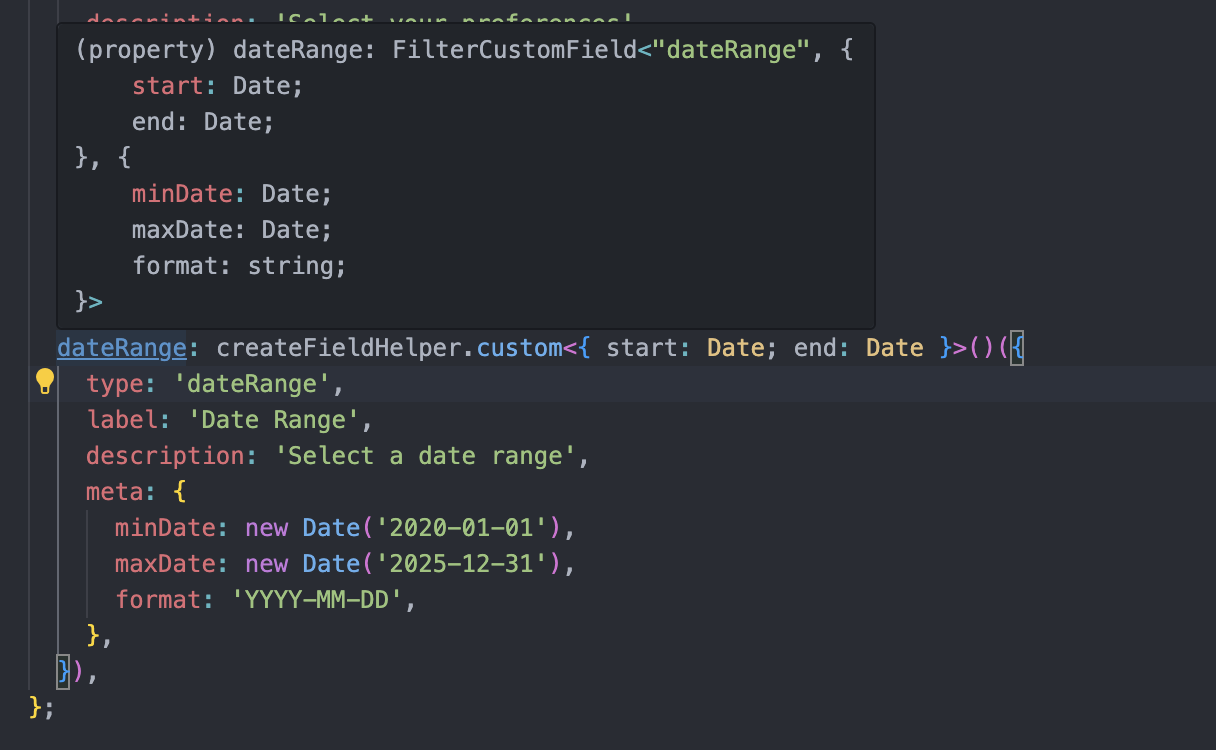 description: 'Select your preferences'
(property) dateRange: FilterCustomField<"dateRange", {
    start: Date;
    end: Date;
}, {
    minDate: Date;
    maxDate: Date;
    format: string;
}>
dateRange: createFieldHelper.custom<{ start: Date; end: Date }>()({
  type: 'dateRange',
  label: 'Date Range',
  description: 'Select a date range',
  meta: {
    minDate: new Date('2020-01-01'),
    maxDate: new Date('2025-12-31'),
    format: 'YYYY-MM-DD',
  },
}),
};